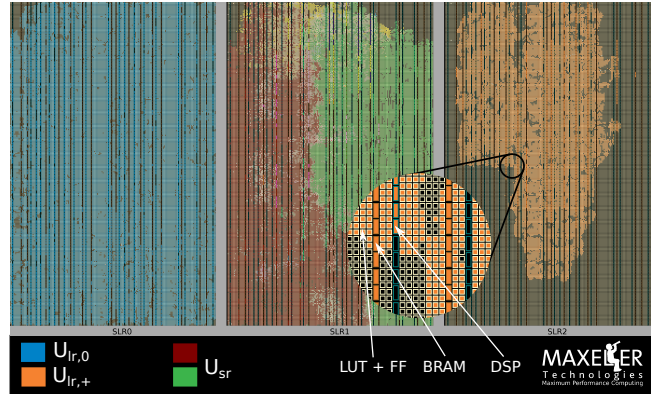 SLR0 SLR1 SLR2
U_lr,0
U_lr,+
U_sr
LUT + FF BRAM DSP
MAXELER
Technologies
Maximum Performance Computing